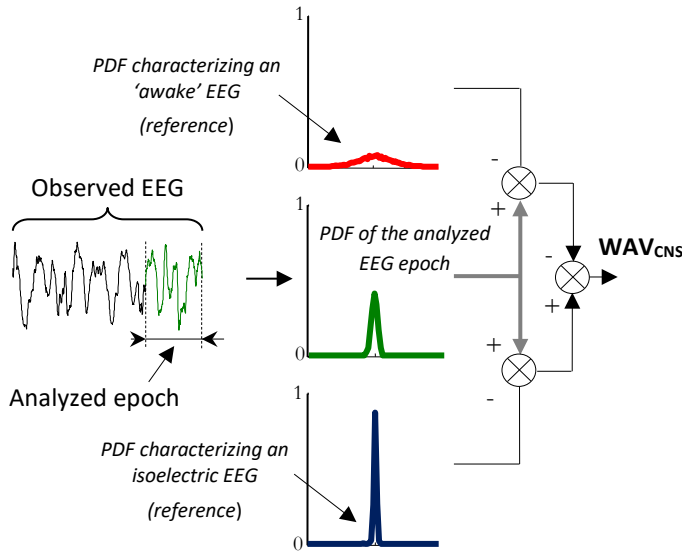 1
PDF characterizing an
‘awake’ EEG
(reference)
0
Observed EEG
Analyzed epoch
1
PDF of the analyzed
EEG epoch
0
1
PDF characterizing an
isoelectric EEG
(reference)
0
-
+
+
-
-
+
WAVCNS